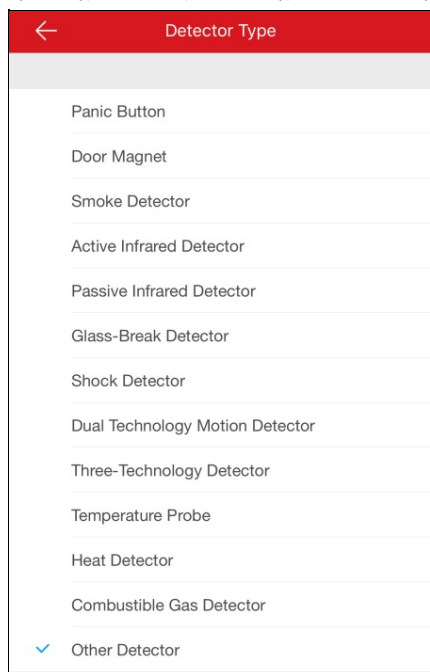 Detector Type
Panic Button
Door Magnet
Smoke Detector
Active Infrared Detector
Passive Infrared Detector
Glass-Break Detector
Shock Detector
Dual Technology Motion Detector
Three-Technology Detector
Temperature Probe
Heat Detector
Combustible Gas Detector
Other Detector